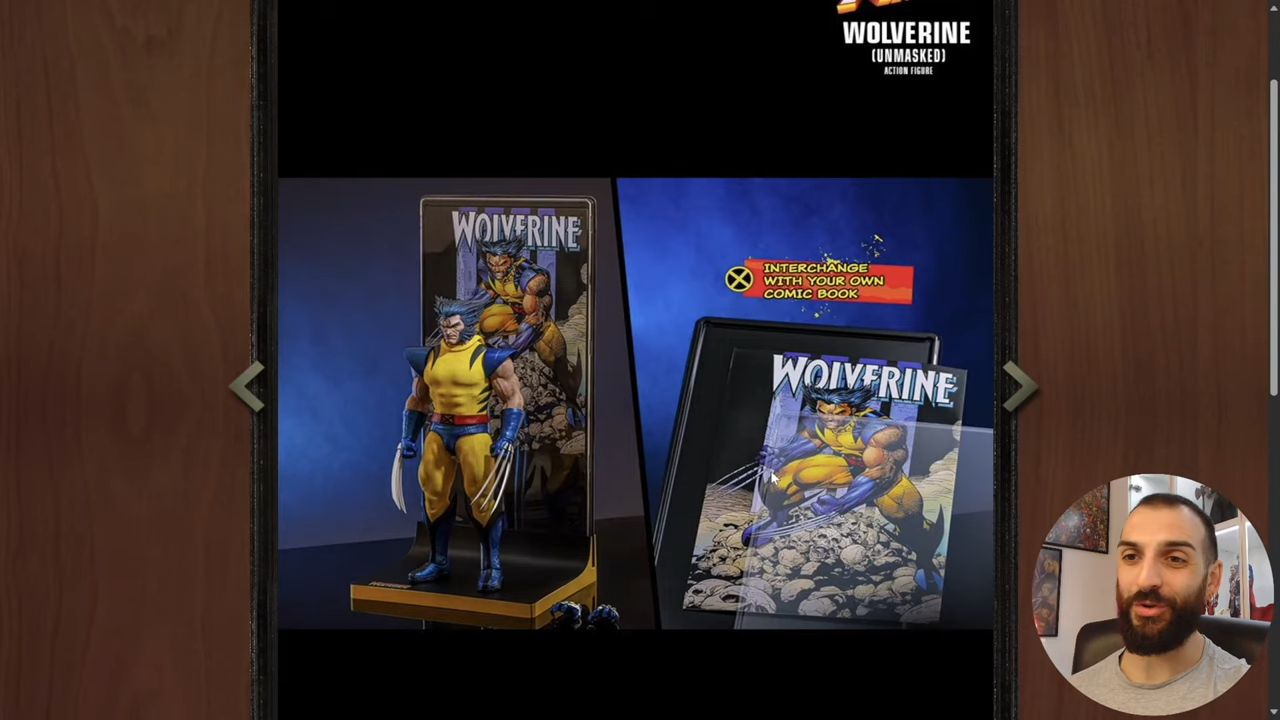 WOLVERINE
(UNMASKED)
ACTION FIGURE
WOLVERINE
INTERCHANGE
WITH YOUR OWN
COMIC BOOK
WOLVERINE